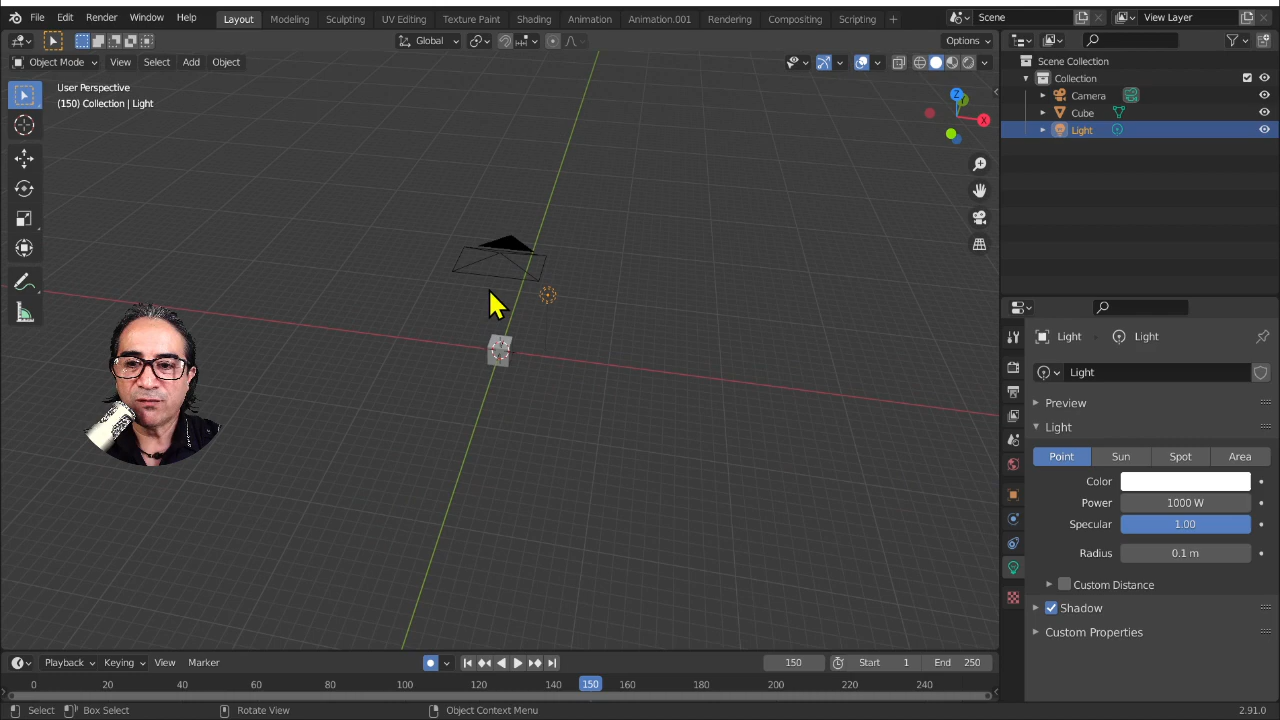 File Edit Render Window Help Layout Modeling Sculpting UV Editing Texture Paint Shading Animation Animation.001 Rendering Compositing Scripting + Scene View Layer
Global Options
Object Mode View Select Add Object
User Perspective
(150) Collection | Light
Z
Y
X
Scene Collection
Collection
Camera
Cube
Light
Light Light
Light
Preview
Light
Point Sun Spot Area
Color
Power 1000 W
Specular 1.00
Radius 0.1 m
Custom Distance
Shadow
Custom Properties
Playback Keying View Marker 150 Start 1 End 250
0 20 40 60 80 100 120 140 150 160 180 200 220 240
Select Box Select Rotate View Object Context Menu 2.91.0